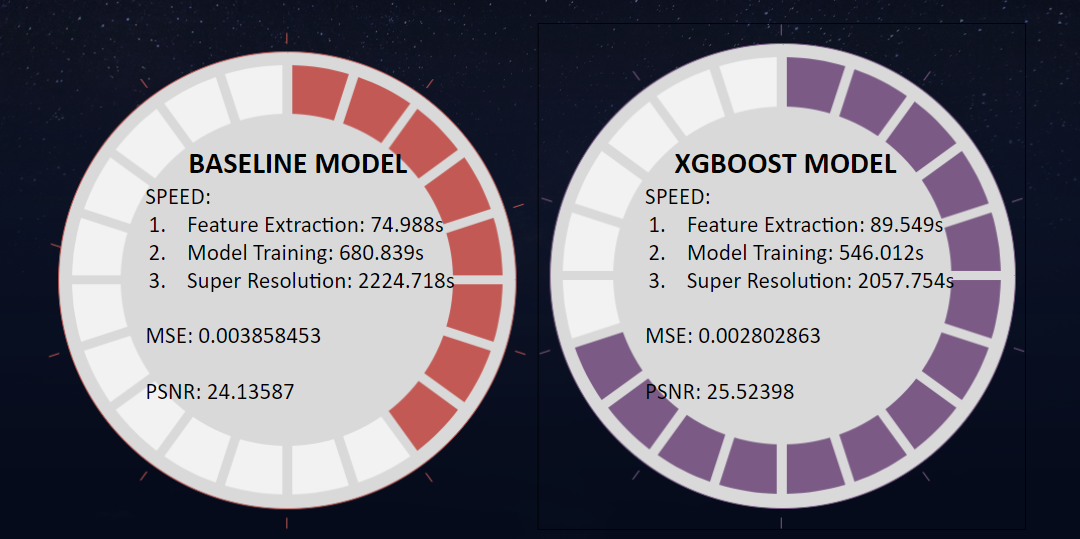 BASELINE MODEL
SPEED:
1. Feature Extraction: 74.988s
2. Model Training: 680.839s
3. Super Resolution: 2224.718s
MSE: 0.003858453
PSNR: 24.13587
XGBOOST MODEL
SPEED:
1. Feature Extraction: 89.549s
2. Model Training: 546.012s
3. Super Resolution: 2057.754s
MSE: 0.002802863
PSNR: 25.52398